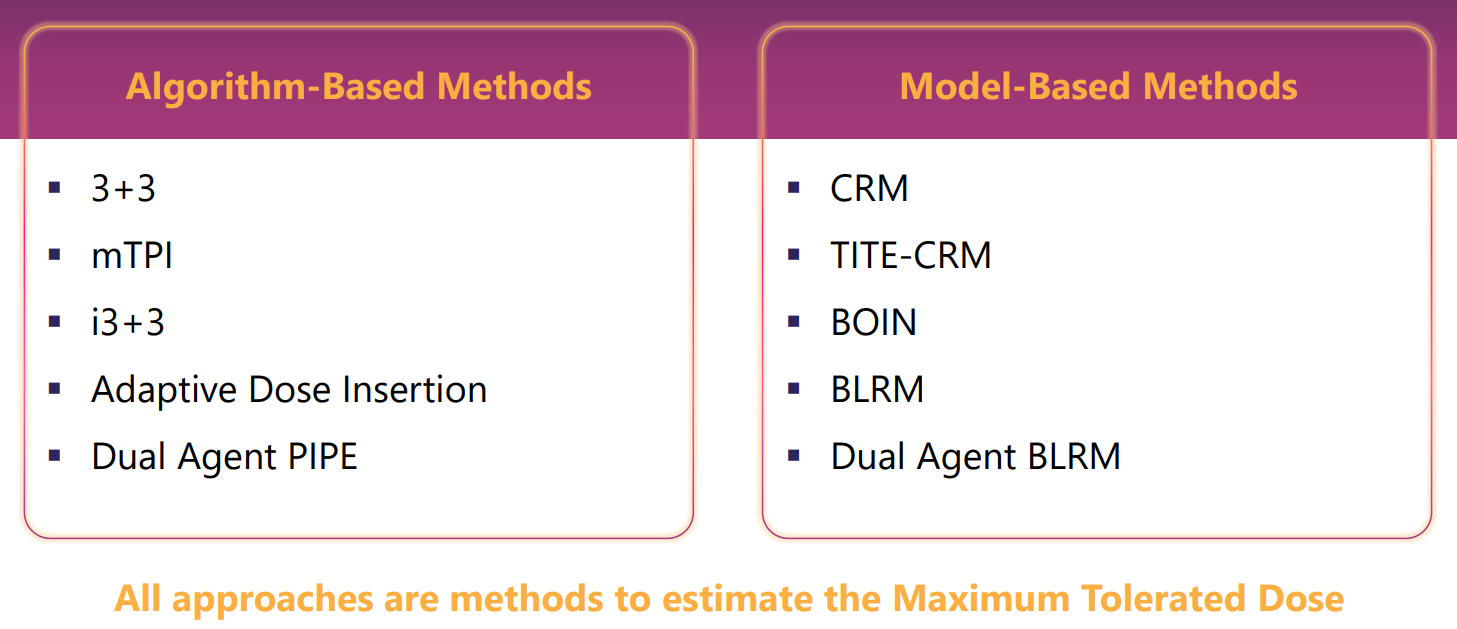 Algorithm-Based Methods
3+3
mTPI
i3+3
Adaptive Dose Insertion
Dual Agent PIPE
Model-Based Methods
CRM
TITE-CRM
BOIN
BLRM
Dual Agent BLRM
All approaches are methods to estimate the Maximum Tolerated Dose